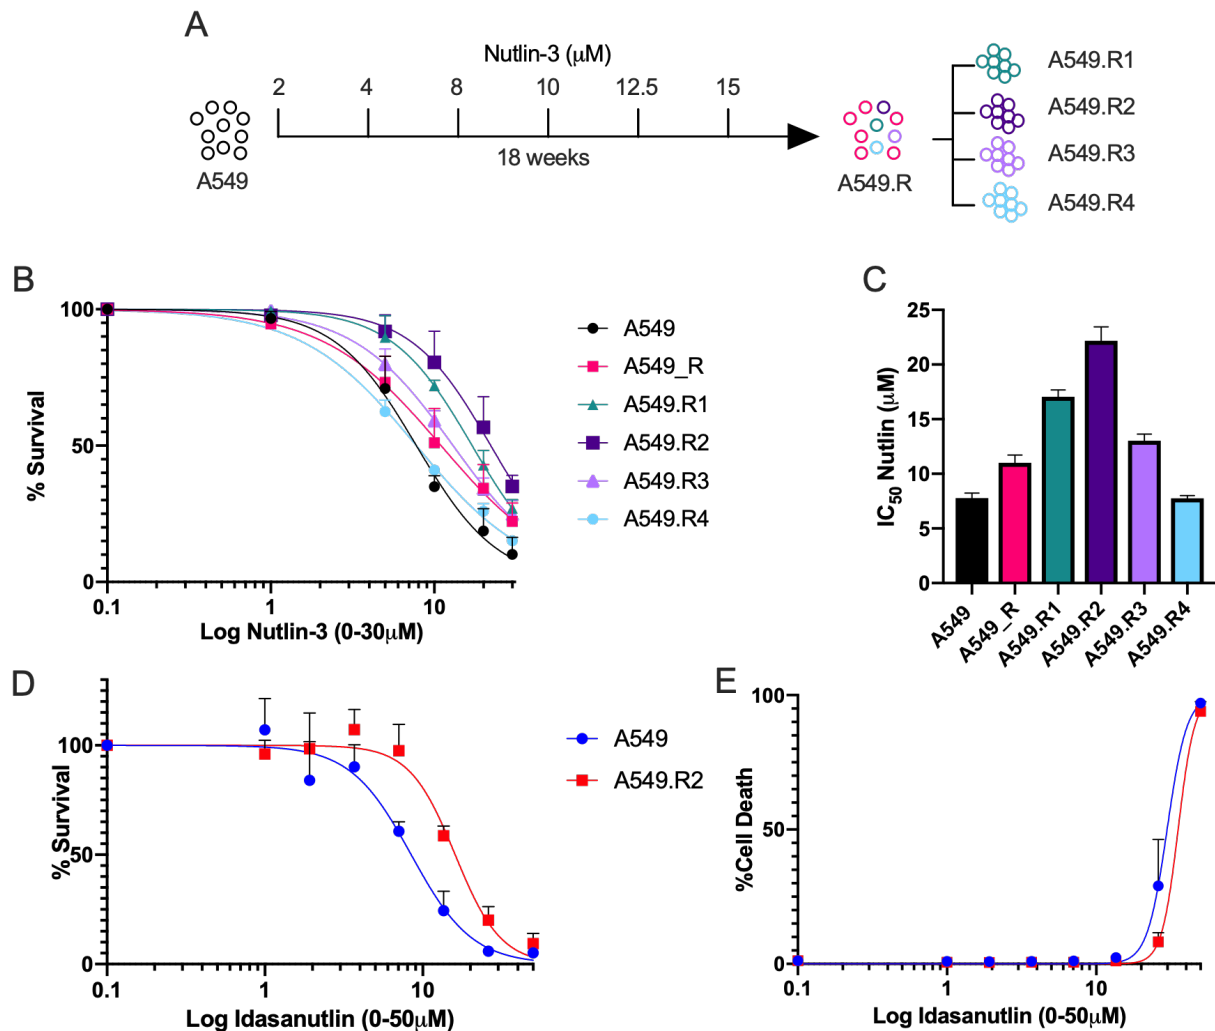 A
Nutlin-3 (μM)
2 4 8 10 12.5 15
18 weeks
A549
A549.R
A549.R1
A549.R2
A549.R3
A549.R4
B
% Survival
100
50
0
0.1 1 10
Log Nutlin-3 (0-30μM)
A549
A549_R
A549.R1
A549.R2
A549.R3
A549.R4
C
IC50 Nutlin (μM)
25
20
15
10
5
0
A549
A549_R
A549.R1
A549.R2
A549.R3
A549.R4
D
% Survival
100
50
0
0.1 1 10
Log Idasanutlin (0-50μM)
A549
A549.R2
E
%Cell Death
100
50
0
0.1 1 10
Log Idasanutlin (0-50μM)